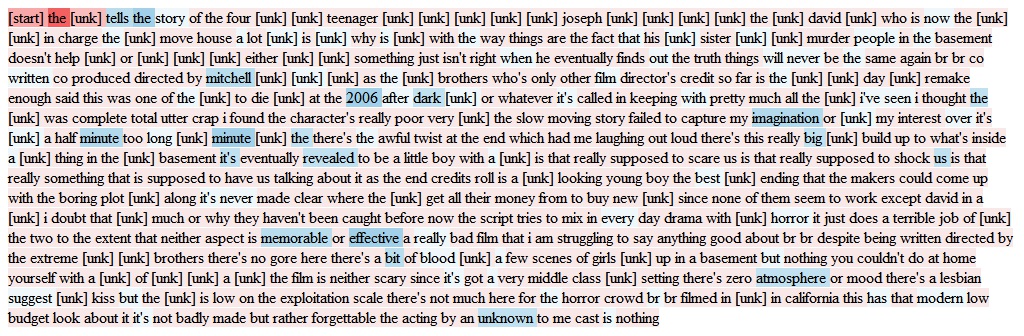 [start] the [unk] tells the story of the four [unk] [unk] teenager [unk] [unk] [unk] [unk] [unk] joseph [unk] [unk] [unk] [unk] the [unk] david [unk] who is now the [unk]
[unk] in charge the [unk] move house a lot [unk] is [unk] why is [unk] with the way things are the fact that his [unk] sister [unk] [unk] murder people in the basement
doesn't help [unk] or [unk] [unk] [unk] either [unk] [unk] something just isn't right when he eventually finds out the truth things will never be the same again br br co
written co produced directed by mitchell [unk] [unk] [unk] as the [unk] brothers who's only other film director's credit so far is the [unk] [unk] day [unk] remake
enough said this was one of the [unk] to die [unk] at the 2006 after dark [unk] or whatever it's called in keeping with pretty much all the [unk] i've seen i thought the
[unk] was complete total utter crap i found the character's really poor very [unk] the slow moving story failed to capture my imagination or [unk] my interest over it's
[unk] a half minute too long [unk] minute [unk] the there's the awful twist at the end which had me laughing out loud there's this really big [unk] build up to what's inside
a [unk] thing in the [unk] basement it's eventually revealed to be a little boy with a [unk] is that really supposed to scare us is that really supposed to shock us is that
really something that is supposed to have us talking about it as the end credits roll is a [unk] looking young boy the best [unk] ending that the makers could come up
with the boring plot [unk] along it's never made clear where the [unk] get all their money from to buy new [unk] since none of them seem to work except david in a
[unk] i doubt that [unk] much or why they haven't been caught before now the script tries to mix in every day drama with [unk] horror it just does a terrible job of [unk]
the two to the extent that neither aspect is memorable or effective a really bad film that i am struggling to say anything good about br br despite being written directed by
the extreme [unk] brothers there's no gore here there's a bit of blood [unk] a few scenes of girls [unk] up in a basement but nothing you couldn't do at home
yourself with a [unk] of [unk] [unk] a [unk] the film is neither scary since it's got a very middle class [unk] setting there's zero atmosphere or mood there's a lesbian
suggest [unk] kiss but the [unk] is low on the exploitation scale there's not much here for the horror crowd br br filmed in [unk] in california this has that modern low
budget look about it it's not badly made but rather forgettable the acting by an unknown to me cast is nothing